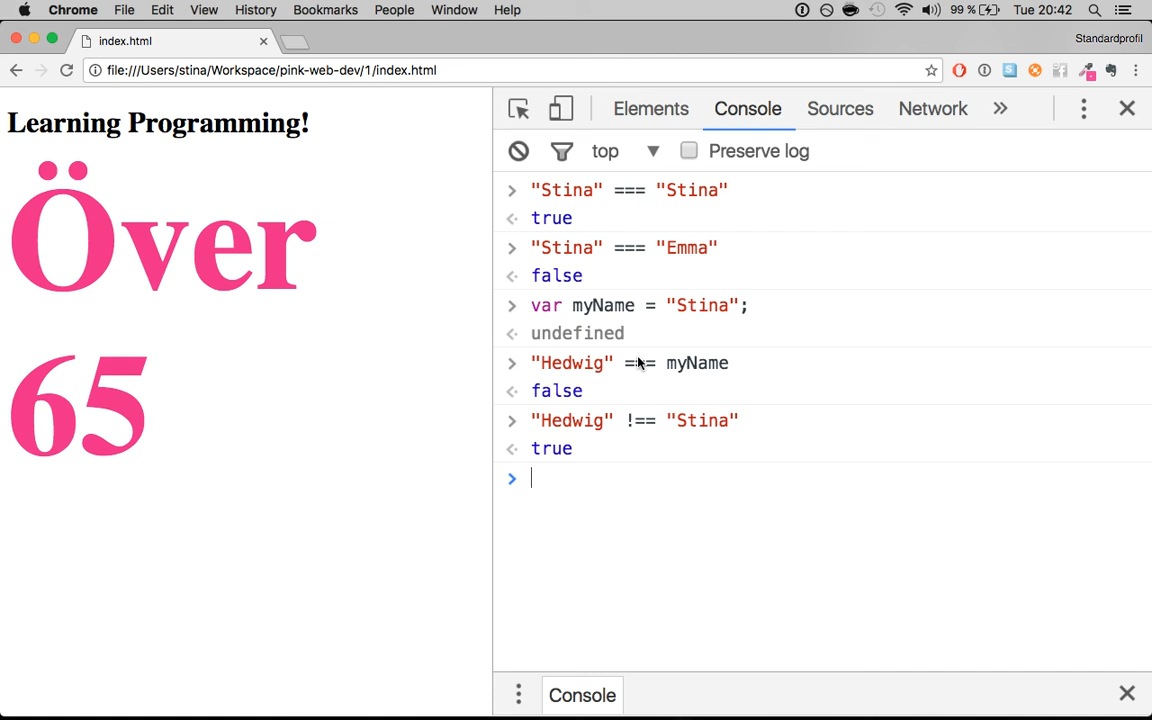 Chrome File Edit View History Bookmarks People Window Help 99 % Tue 20:42
index.html Standardprofil
file:///Users/stina/Workspace/pink-web-dev/1/index.html
Learning Programming!
Över
65
Elements Console Sources Network
top Preserve log
"Stina" === "Stina"
true
"Stina" === "Emma"
false
var myName = "Stina";
undefined
"Hedwig" === myName
false
"Hedwig" !== "Stina"
true
Console